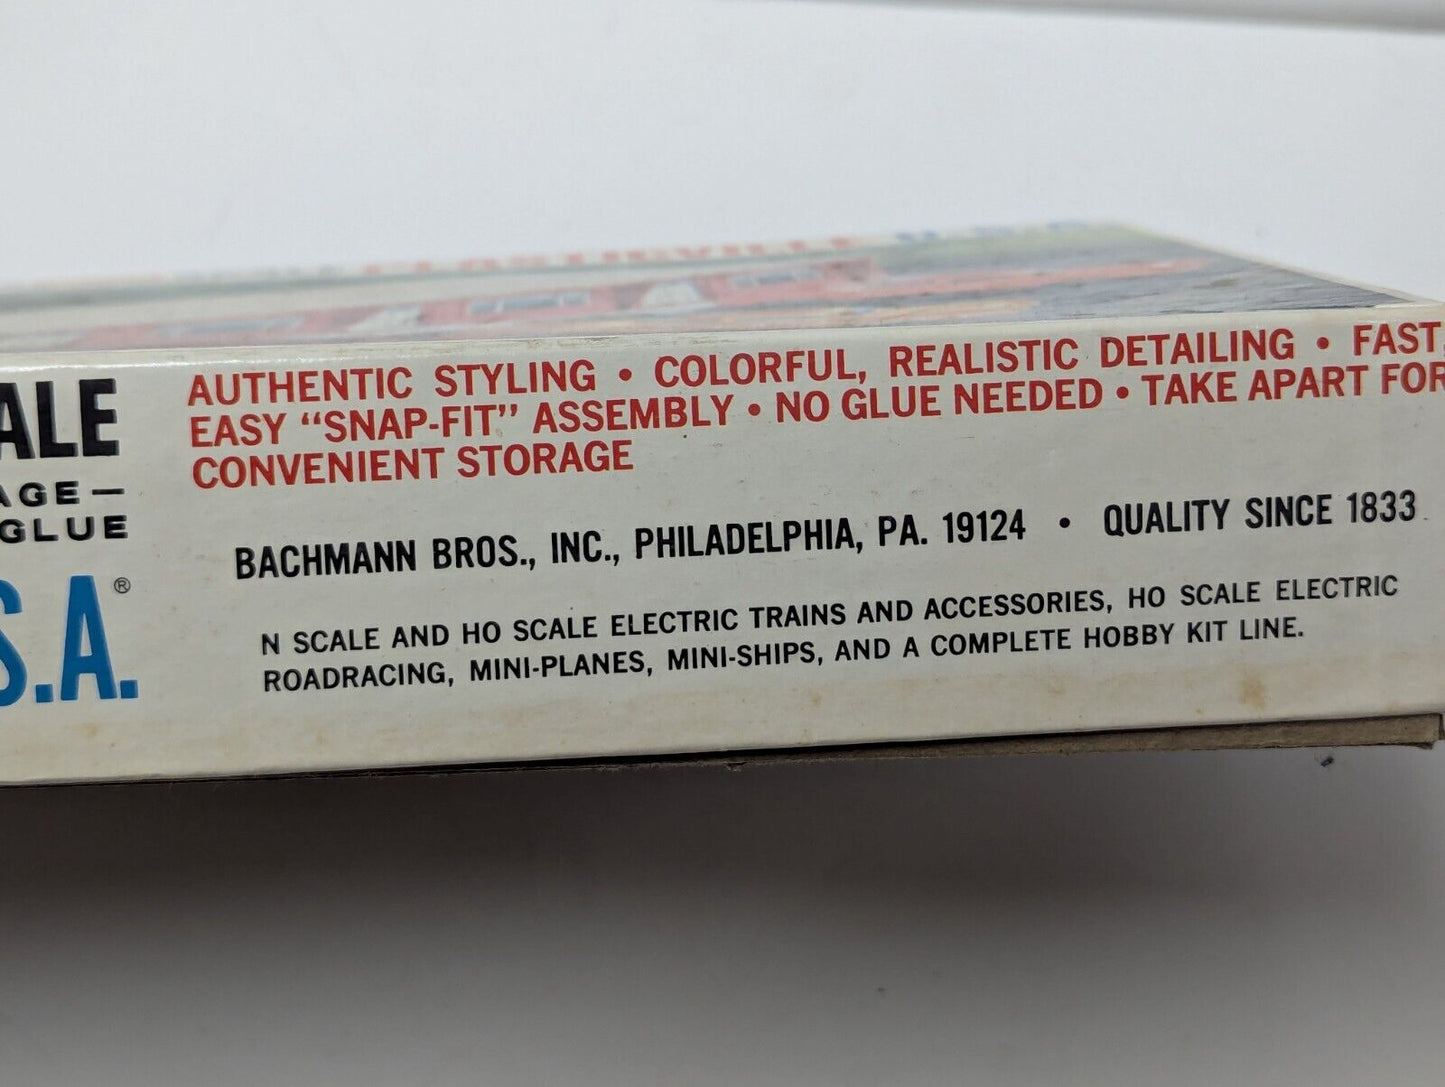 PLASTICVILLE U.S.A.
ALE
AGE—
GLUE
S.A.®
AUTHENTIC STYLING • COLORFUL, REALISTIC DETAILING • FAST,
EASY “SNAP-FIT” ASSEMBLY • NO GLUE NEEDED • TAKE APART FOR
CONVENIENT STORAGE
BACHMANN BROS., INC., PHILADELPHIA, PA. 19124 • QUALITY SINCE 1833
N SCALE AND HO SCALE ELECTRIC TRAINS AND ACCESSORIES, HO SCALE ELECTRIC
ROADRACING, MINI-PLANES, MINI-SHIPS, AND A COMPLETE HOBBY KIT LINE.